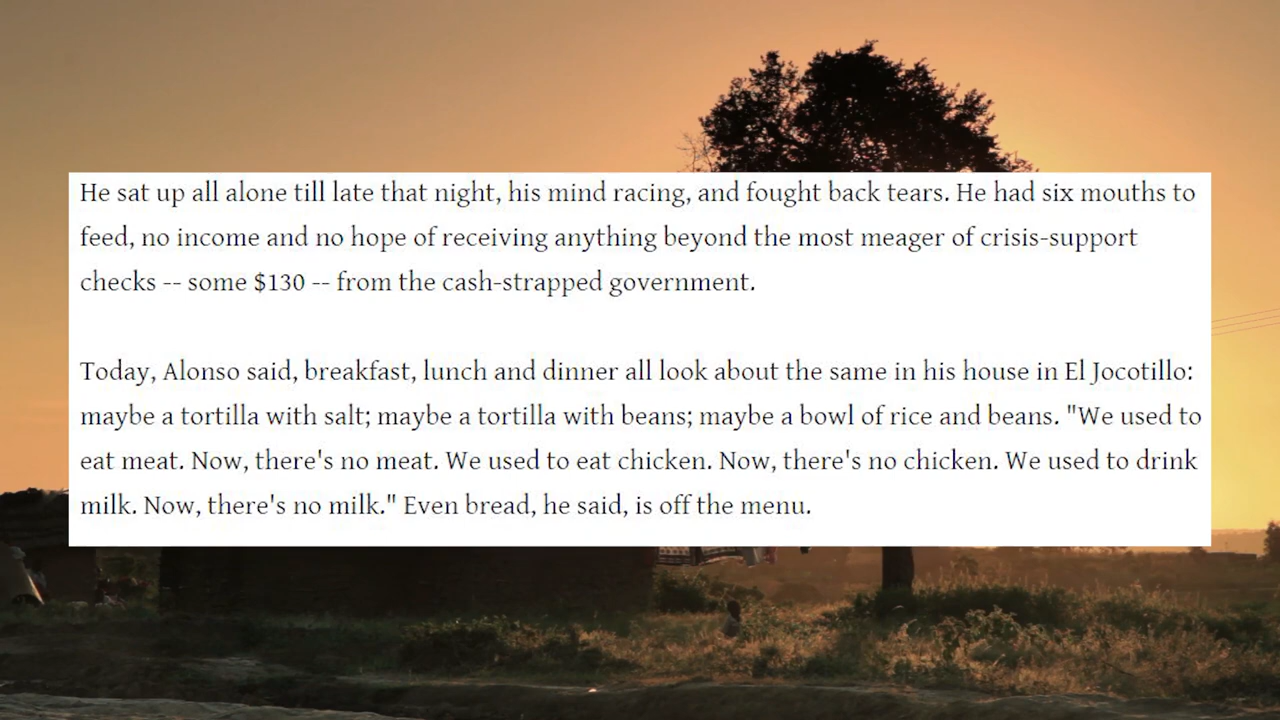 He sat up all alone till late that night, his mind racing, and fought back tears. He had six mouths to
feed, no income and no hope of receiving anything beyond the most meager of crisis-support
checks -- some $130 -- from the cash-strapped government.
Today, Alonso said, breakfast, lunch and dinner all look about the same in his house in El Jocotillo:
maybe a tortilla with salt; maybe a tortilla with beans; maybe a bowl of rice and beans. "We used to
eat meat. Now, there's no meat. We used to eat chicken. Now, there's no chicken. We used to drink
milk. Now, there's no milk." Even bread, he said, is off the menu.